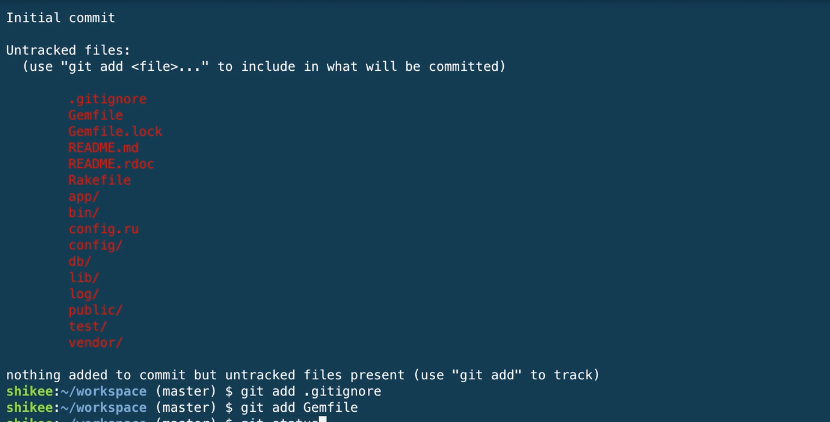 Initial commit
Untracked files:
(use "git add <file>..." to include in what will be committed)
.gitignore
Gemfile
Gemfile.lock
README.md
README.rdoc
Rakefile
app/
bin/
config.ru
config/
db/
lib/
log/
public/
test/
vendor/
nothing added to commit but untracked files present (use "git add" to track)
shikee:~/workspace (master) $ git add .gitignore
shikee:~/workspace (master) $ git add Gemfile
shikee:~/workspace (master) $ git status